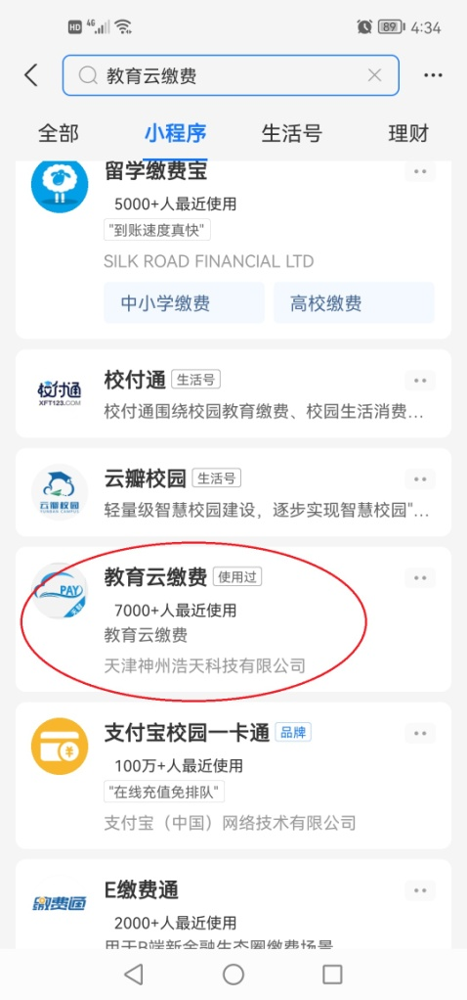 HD 4G 89 4:34
教育云缴费
全部 小程序 生活号 理财
留学缴费宝
5000+人最近使用
"到账速度真快"
SILK ROAD FINANCIAL LTD
中小学缴费 高校缴费
校付通
XFT123.COM
校付通 生活号
校付通围绕校园教育缴费、校园生活消费...
云瓣校园
云瓣校园 生活号
轻量级智慧校园建设，逐步实现智慧校园"...
PAY
教育云缴费 使用过
7000+人最近使用
教育云缴费
天津神州浩天科技有限公司
支付宝校园一卡通 品牌
100万+人最近使用
"在线充值免排队"
支付宝（中国）网络技术有限公司
缴费通
E缴费通
2000+人最近使用
用于B端新金融生态圈缴费场景